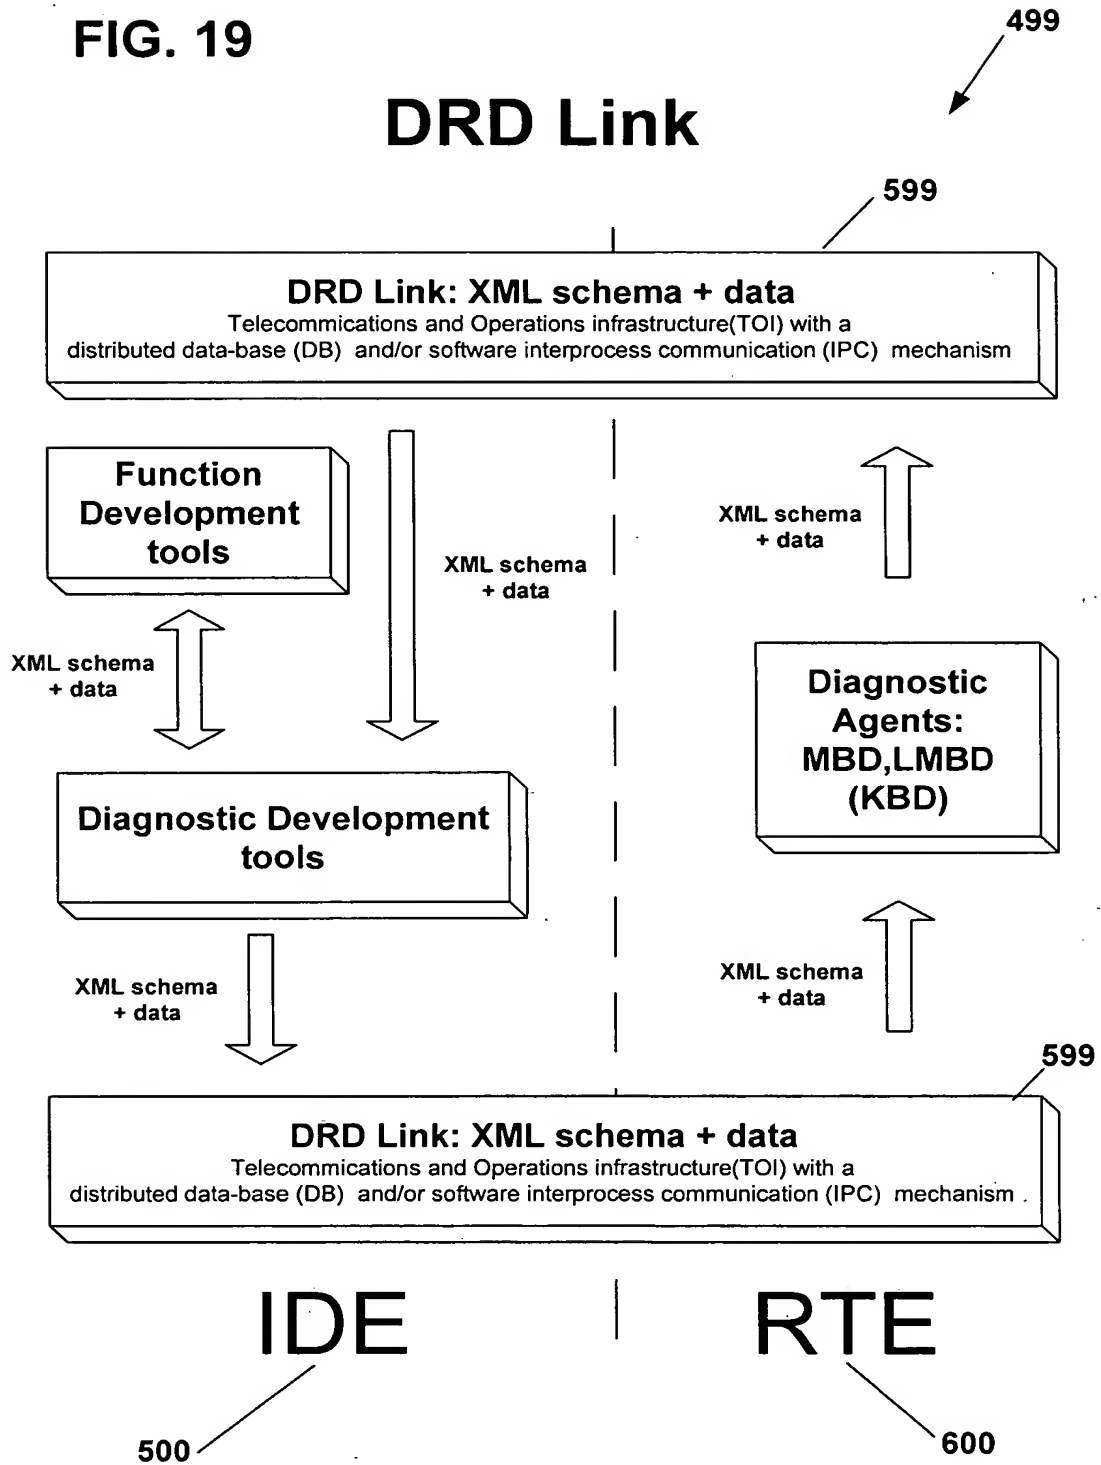 FIG. 19
499
DRD Link
599
DRD Link: XML schema + data
Telecommications and Operations infrastructure(TOI) with a
distributed data-base (DB) and/or software interprocess communication (IPC) mechanism
Function
Development
tools
XML schema
+ data
XML schema
+ data
XML schema
+ data
Diagnostic
Agents:
MBD,LMBD
(KBD)
Diagnostic Development
tools
XML schema
+ data
XML schema
+ data
599
DRD Link: XML schema + data
Telecommications and Operations infrastructure(TOI) with a
distributed data-base (DB) and/or software interprocess communication (IPC) mechanism
IDE
RTE
500
600